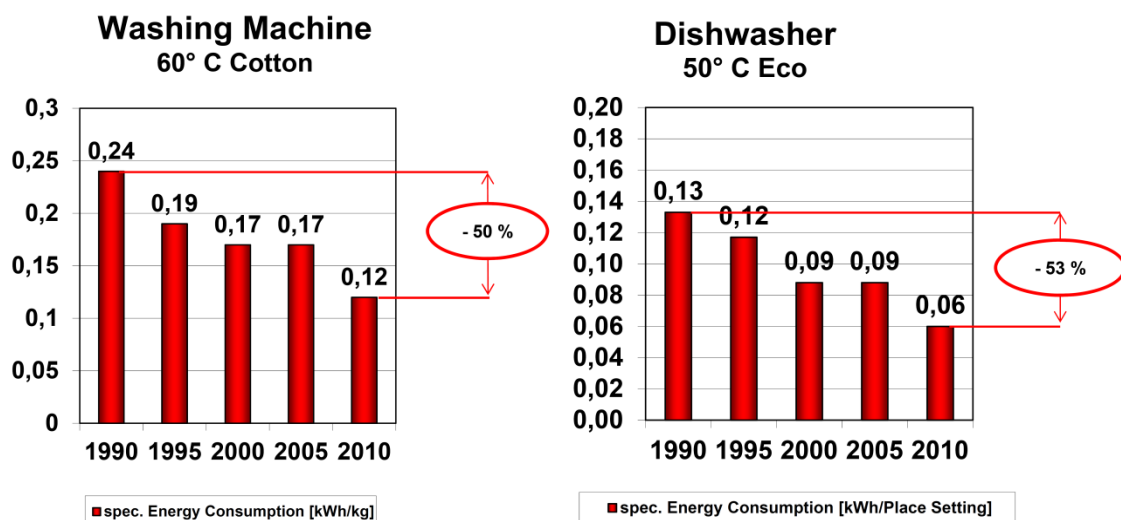 Washing Machine
60° C Cotton
0,3
0,25
0,2
0,15
0,1
0,05
0
0,24
0,19
0,17
0,17
0,12
- 50 %
1990 1995 2000 2005 2010
spec. Energy Consumption [kWh/kg]
Dishwasher
50° C Eco
0,20
0,18
0,16
0,14
0,12
0,10
0,08
0,06
0,04
0,02
0,00
0,13
0,12
0,09
0,09
0,06
- 53 %
1990 1995 2000 2005 2010
spec. Energy Consumption [kWh/Place Setting]